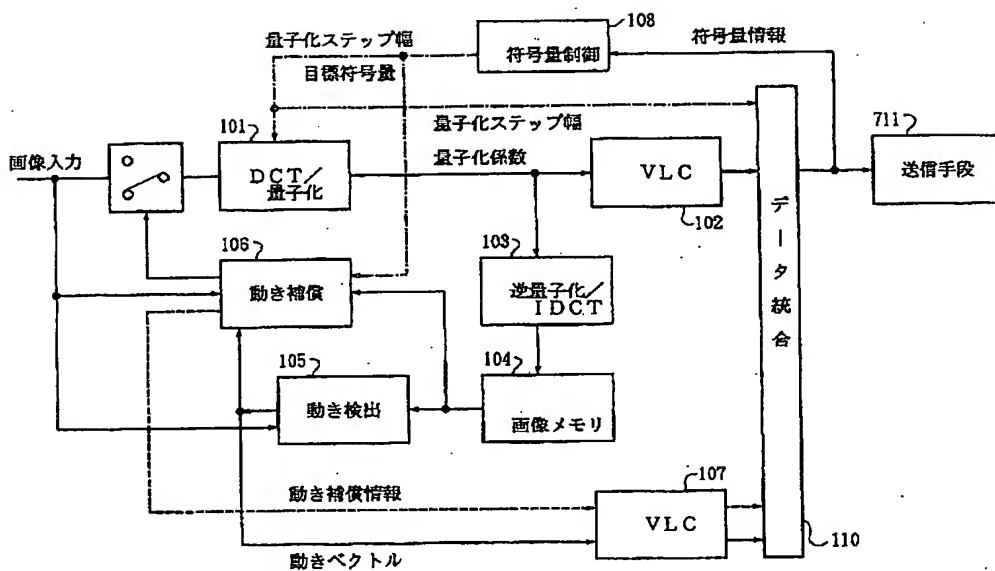 量子化ステップ幅
108
符号量制御
符号量情報
目標符号量
101
量子化ステップ幅
711
画像入力
DCT/
量子化
量子化係数
VLC
102
送信手段
データ統合
106
動き補償
103
逆量子化/
IDCT
105
動き検出
104
画像メモリ
動き補償情報
107
VLC
110
動きベクトル